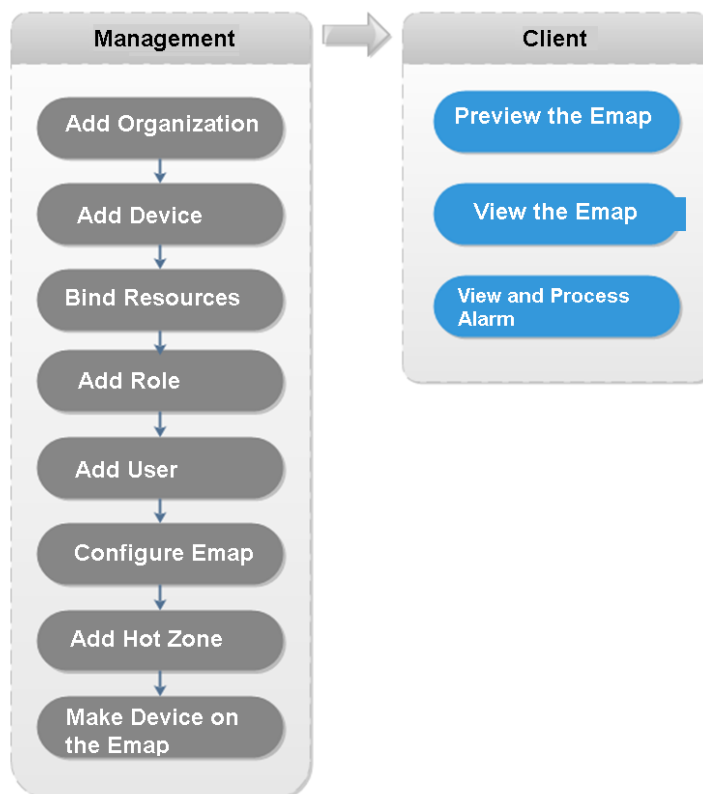 Management
Add Organization
Add Device
Bind Resources
Add Role
Add User
Configure Emap
Add Hot Zone
Make Device on
the Emap
Client
Preview the Emap
View the Emap
View and Process
Alarm